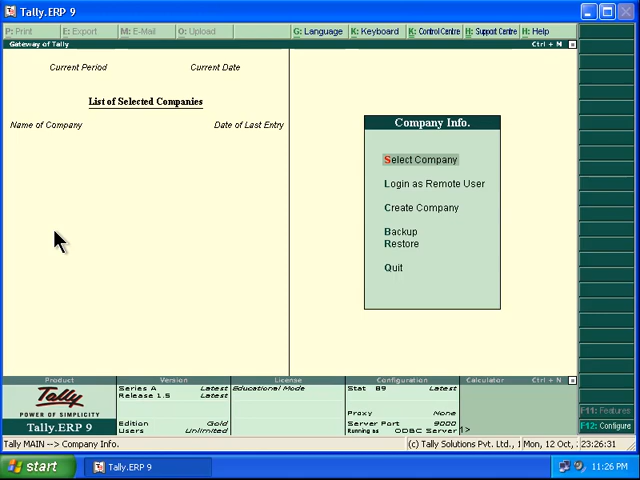 Tally.ERP 9
P: Print E: Export M: E-Mail O: Upload G: Language K: Keyboard K: Control Centre H: Support Centre H: Help
Gateway of Tally Ctrl + M
Current Period Current Date
List of Selected Companies
Name of Company Date of Last Entry
Company Info.
Select Company
Login as Remote User
Create Company
Backup
Restore
Quit
Product Version License Configuration Calculator Ctrl + N
Tally
POWER OF SIMPLICITY
Tally.ERP 9
Series A Latest
Release 1.5 Latest
Edition Gold
Users Unlimited
Educational Mode
Stat 89 Latest
Proxy None
Server Port 9000
Running as ODBC Server
1>
F11: Features
F12: Configure
Tally MAIN --> Company Info. (c) Tally Solutions Pvt. Ltd., 1 Mon, 12 Oct, 23:26:31
start Tally.ERP 9 11:26 PM